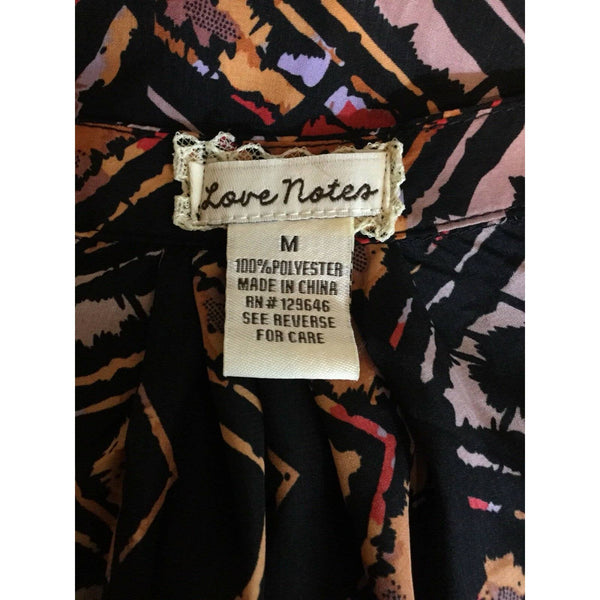 Love Notes
M
100%POLYESTER
MADE IN CHINA
RN # 129646
SEE REVERSE
FOR CARE